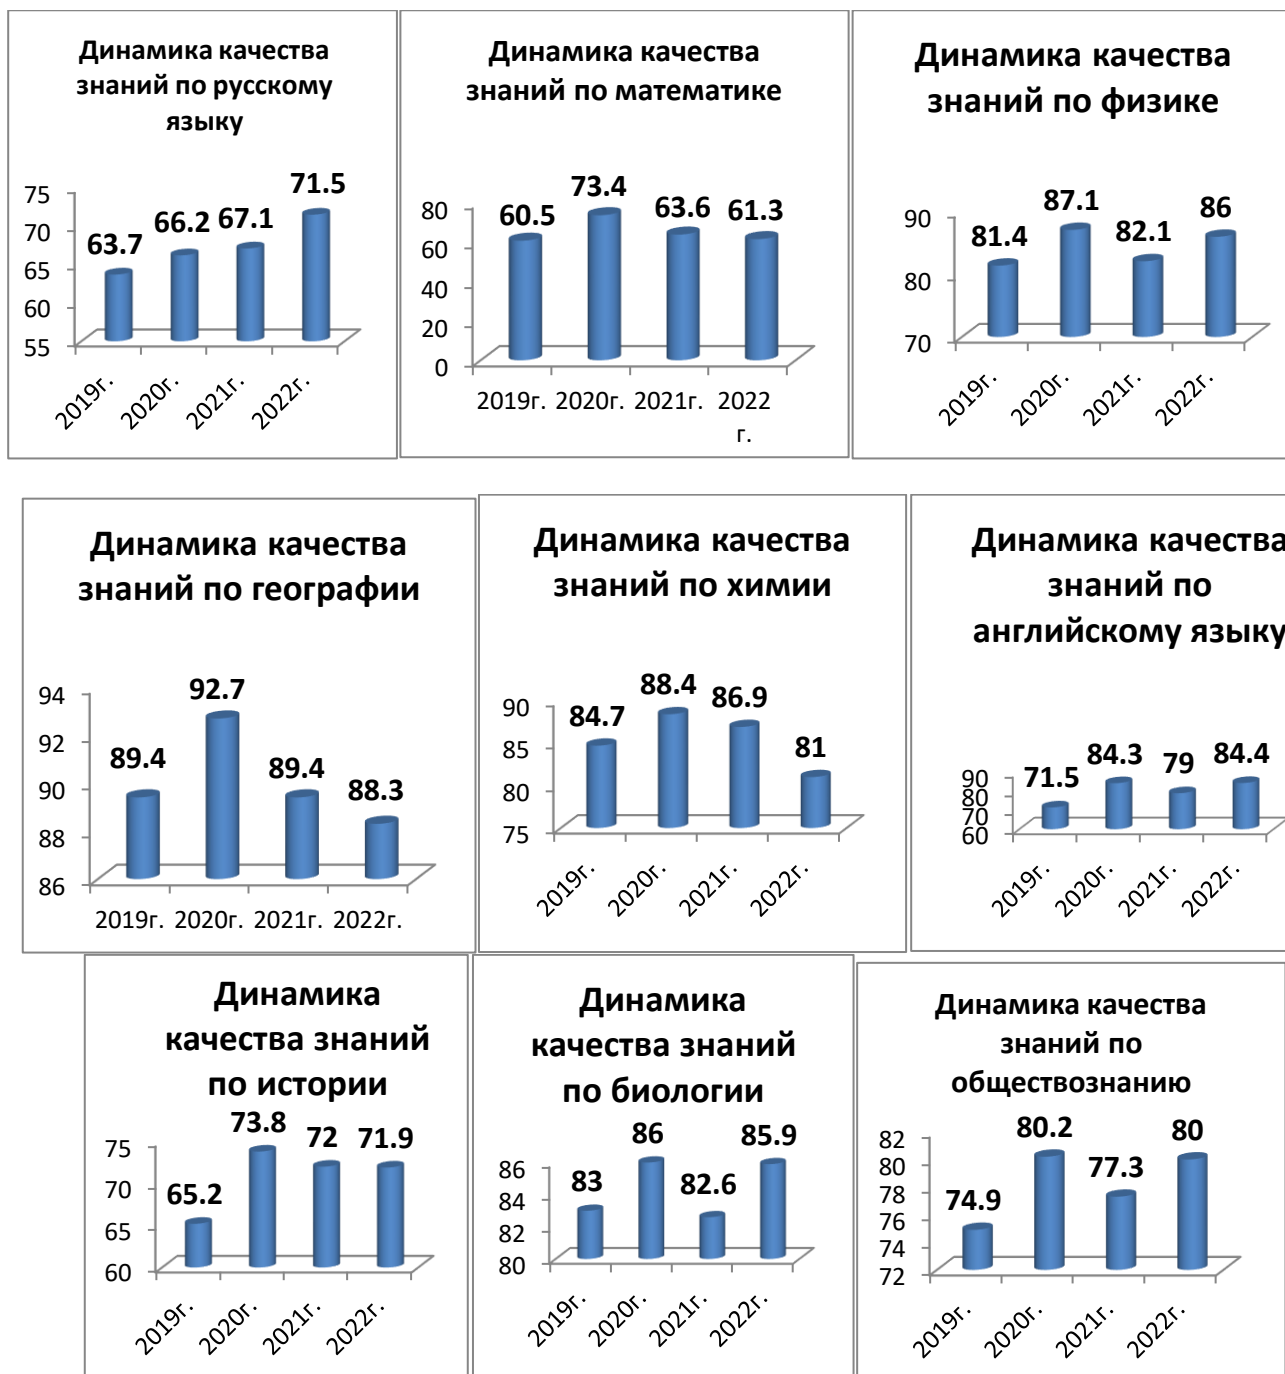 Динамика качества
знаний по русскому
языку
75
70
65
60
55
63.7
66.2
67.1
71.5
2019г.
2020г.
2021г.
2022г.
Динамика качества
знаний по математике
80
60
40
20
0
60.5
73.4
63.6
61.3
2019г. 2020г. 2021г. 2022
г.
Динамика качества
знаний по физике
90
80
70
81.4
87.1
82.1
86
2019г.
2020г.
2021г.
2022г.
Динамика качества
знаний по географии
94
92
90
88
86
89.4
92.7
89.4
88.3
2019г. 2020г. 2021г. 2022г.
Динамика качества
знаний по химии
90
85
80
75
84.7
88.4
86.9
81
2019г.
2020г.
2021г.
2022г.
Динамика качества
знаний по
английскому языку
90
80
70
60
71.5
84.3
79
84.4
2019г.
2020г.
2021г.
2022г.
Динамика
качества знаний
по истории
75
70
65
60
65.2
73.8
72
71.9
2019г.
2020г.
2021г.
2022г.
Динамика
качества знаний
по биологии
86
84
82
80
83
86
82.6
85.9
2019г.
2020г.
2021г.
2022г.
Динамика качества
знаний по
обществознанию
82
80
78
76
74
72
74.9
80.2
77.3
80
2019г.
2020г.
2021г.
2022г.